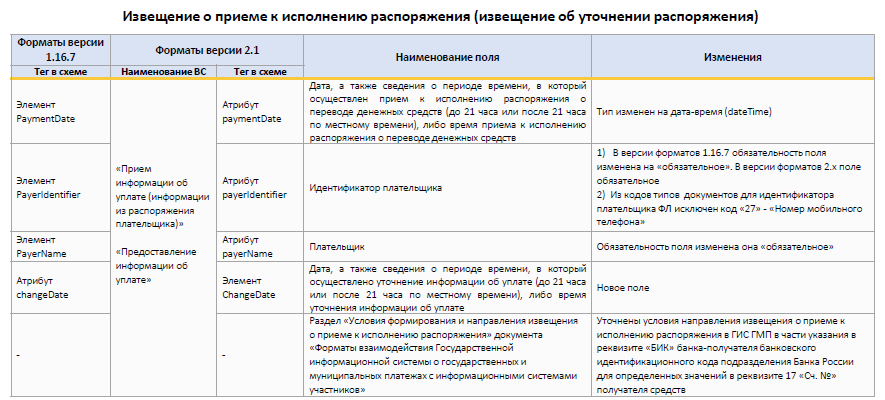 Извещение о приеме к исполнению распоряжения (извещение об уточнении распоряжения)
Форматы версии
1.16.7
Форматы версии 2.1
Наименование поля
Изменения
Тег в схеме
Наименование ВС
Тег в схеме
Элемент
PaymentDate
«Прием
информации об
уплате (информации
из распоряжения
плательщика)»
«Предоставление
информации об
уплате»
Атрибут
paymentDate
Дата, а также сведения о периоде времени, в который
осуществлен прием к исполнению распоряжения о
переводе денежных средств (до 21 часа или после 21 часа
по местному времени), либо время приема к исполнению
распоряжения о переводе денежных средств
Тип изменен на дата-время (dateTime)
Элемент
PayerIdentifier
Атрибут
payerIdentifier
Идентификатор плательщика
1) В версии форматов 1.16.7 обязательность поля
изменена на «обязательное». В версии форматов 2.х поле
обязательное
2) Из кодов типов документов для идентификатора
плательщика ФЛ исключен код «27» - «Номер мобильного
телефона»
Элемент
PayerName
Атрибут
payerName
Плательщик
Обязательность поля изменена она «обязательное»
Атрибут
changeDate
Элемент
ChangeDate
Дата, а также сведения о периоде времени, в который
осуществлено уточнение информации об уплате (до 21 часа
или после 21 часа по местному времени), либо время
уточнения информации об уплате
Новое поле
-
-
Раздел «Условия формирования и направления извещения
о приеме к исполнению распоряжения» документа
«Форматы взаимодействия Государственной
информационной системы о государственных и
муниципальных платежах с информационными системами
участников»
Уточнены условия направления извещения о приеме к
исполнению распоряжения в ГИС ГМП в части указания в
реквизите «БИК» банка-получателя банковского
идентификационного кода подразделения Банка России
для определенных значений в реквизите 17 «Сч. №»
получателя средств